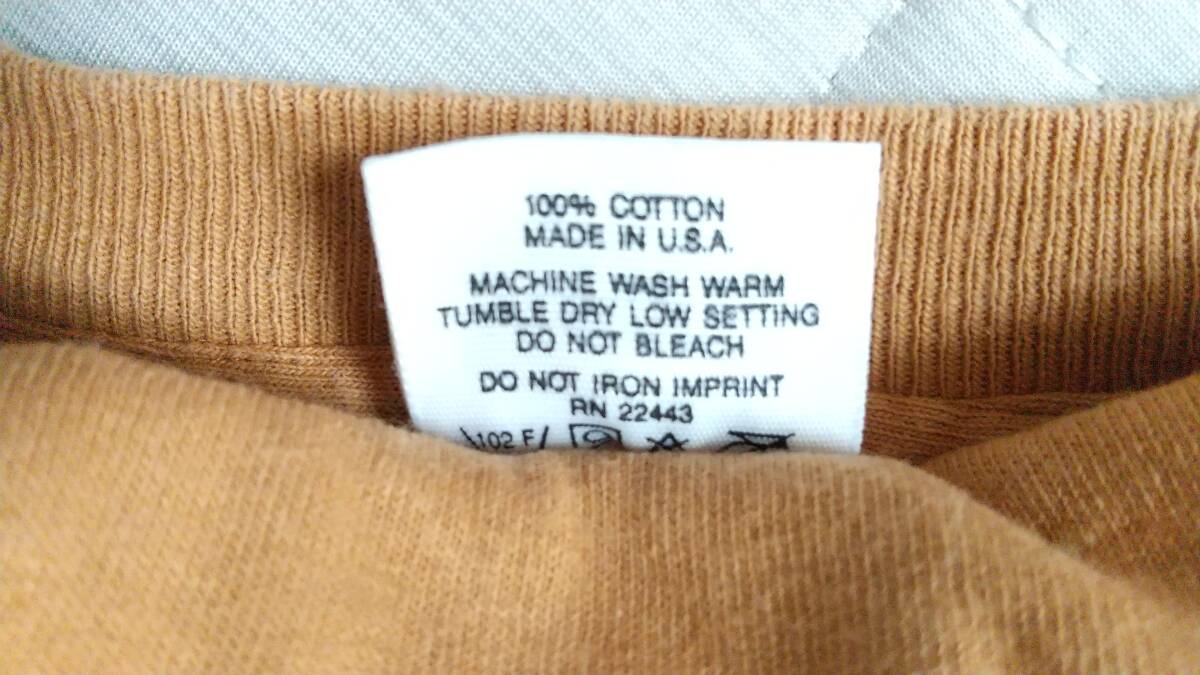 100% COTTON
MADE IN U.S.A.
MACHINE WASH WARM
TUMBLE DRY LOW SETTING
DO NOT BLEACH
DO NOT IRON IMPRINT
RN 22443
102 F